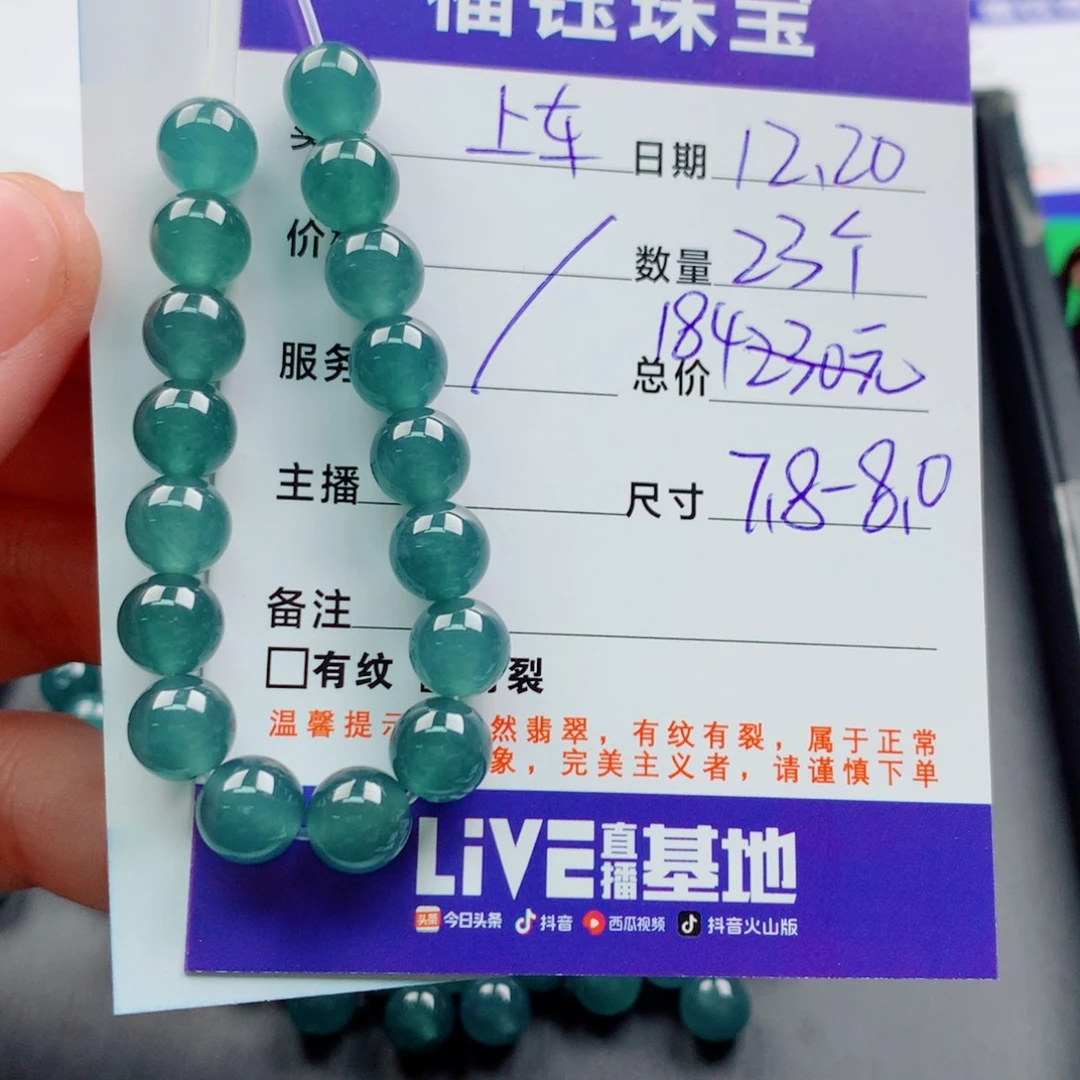 福钰珠宝
上车 日期 12,20
价 数量 23个
服务 总价 184 230元
主播 尺寸 7,8-8,0
备注
□有纹 裂
温馨提示 然翡翠，有纹有裂，属于正常
象，完美主义者，请谨慎下单
LiVE直播基地
头条 今日头条 抖音 西瓜视频 抖音火山版